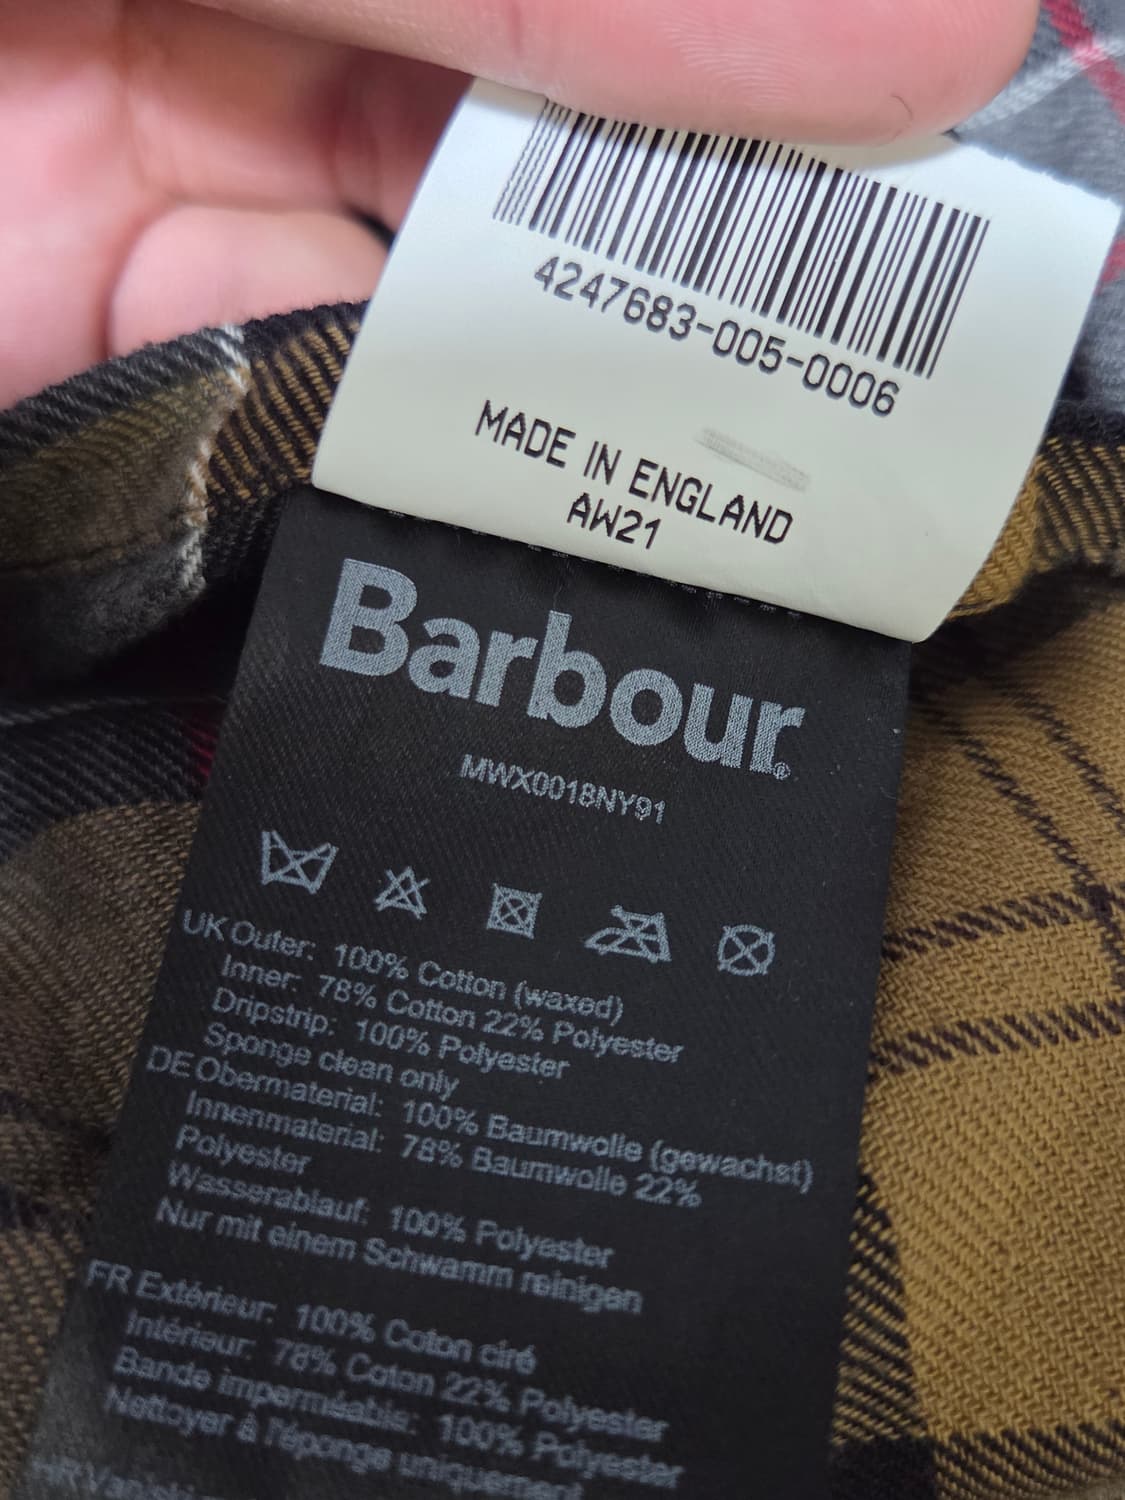 4247683-005-0006
MADE IN ENGLAND
AW21
Barbour®
MWX0018NY91
UK Outer: 100% Cotton (waxed)
Inner: 78% Cotton 22% Polyester
Dripstrip: 100% Polyester
Sponge clean only
DE Obermaterial: 100% Baumwolle (gewachst)
Innenmaterial: 78% Baumwolle 22%
Polyester
Wasserablauf: 100% Polyester
Nur mit einem Schwamm reinigen
FR Extérieur: 100% Coton ciré
Intérieur: 78% Coton 22% Polyester
Bande imperméable: 100% Polyester
Nettoyer à l'éponge uniquement